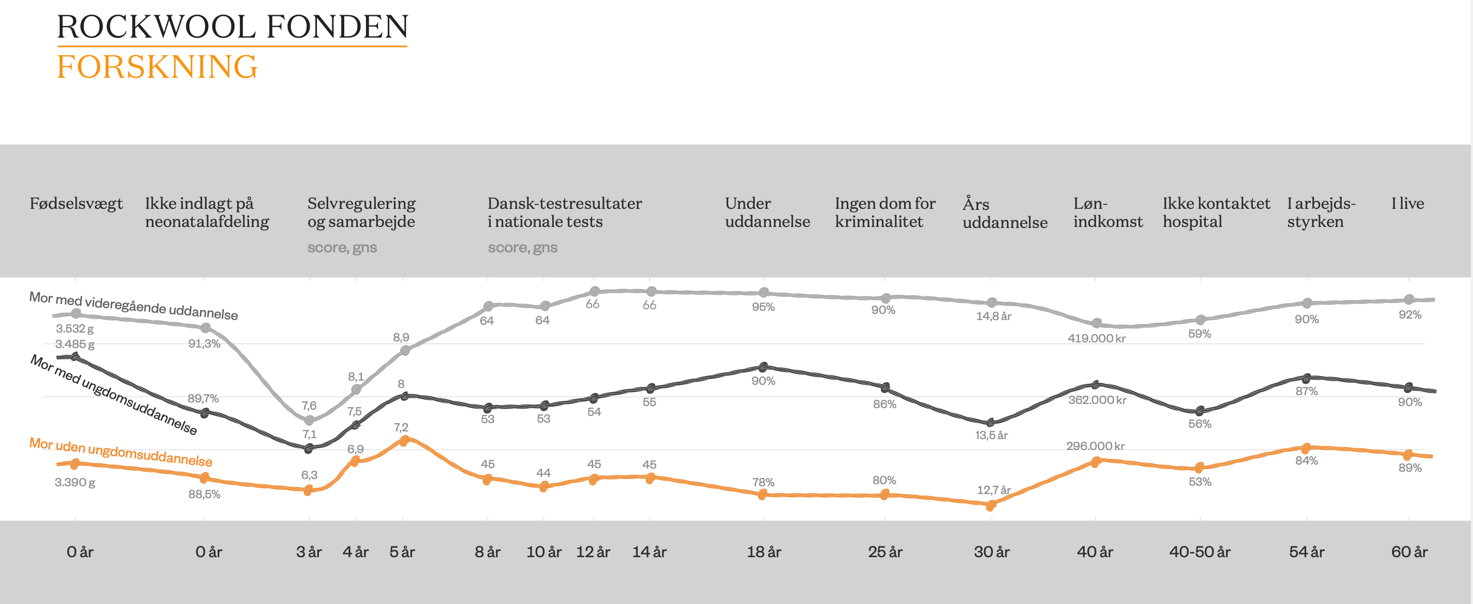 ROCKWOOL FONDEN
FORSKNING
Fødselsvægt
Ikke indlagt på
neonatalafdeling
Selvregulering
og samarbejde
score, gns
Dansk-testresultater
i nationale tests
score, gns
Under
uddannelse
Ingen dom for
kriminalitet
Års
uddannelse
Løn-
indkomst
Ikke kontaktet
hospital
I arbejds-
styrken
I live
Mor med videregående uddannelse
3.532 g
91,3%
7,6
8,1
8,9
64
64
66
66
95%
90%
14,8 år
419.000 kr
59%
90%
92%
Mor med ungdomsuddannelse
3.485 g
89,7%
7,1
7,5
8
53
53
54
55
90%
86%
13,5 år
362.000 kr
56%
87%
90%
Mor uden ungdomsuddannelse
3.390 g
88,5%
6,3
6,9
7,2
45
44
45
45
78%
80%
12,7 år
296.000 kr
53%
84%
89%
0 år
0 år
3 år
4 år
5 år
8 år
10 år
12 år
14 år
18 år
25 år
30 år
40 år
40-50 år
54 år
60 år